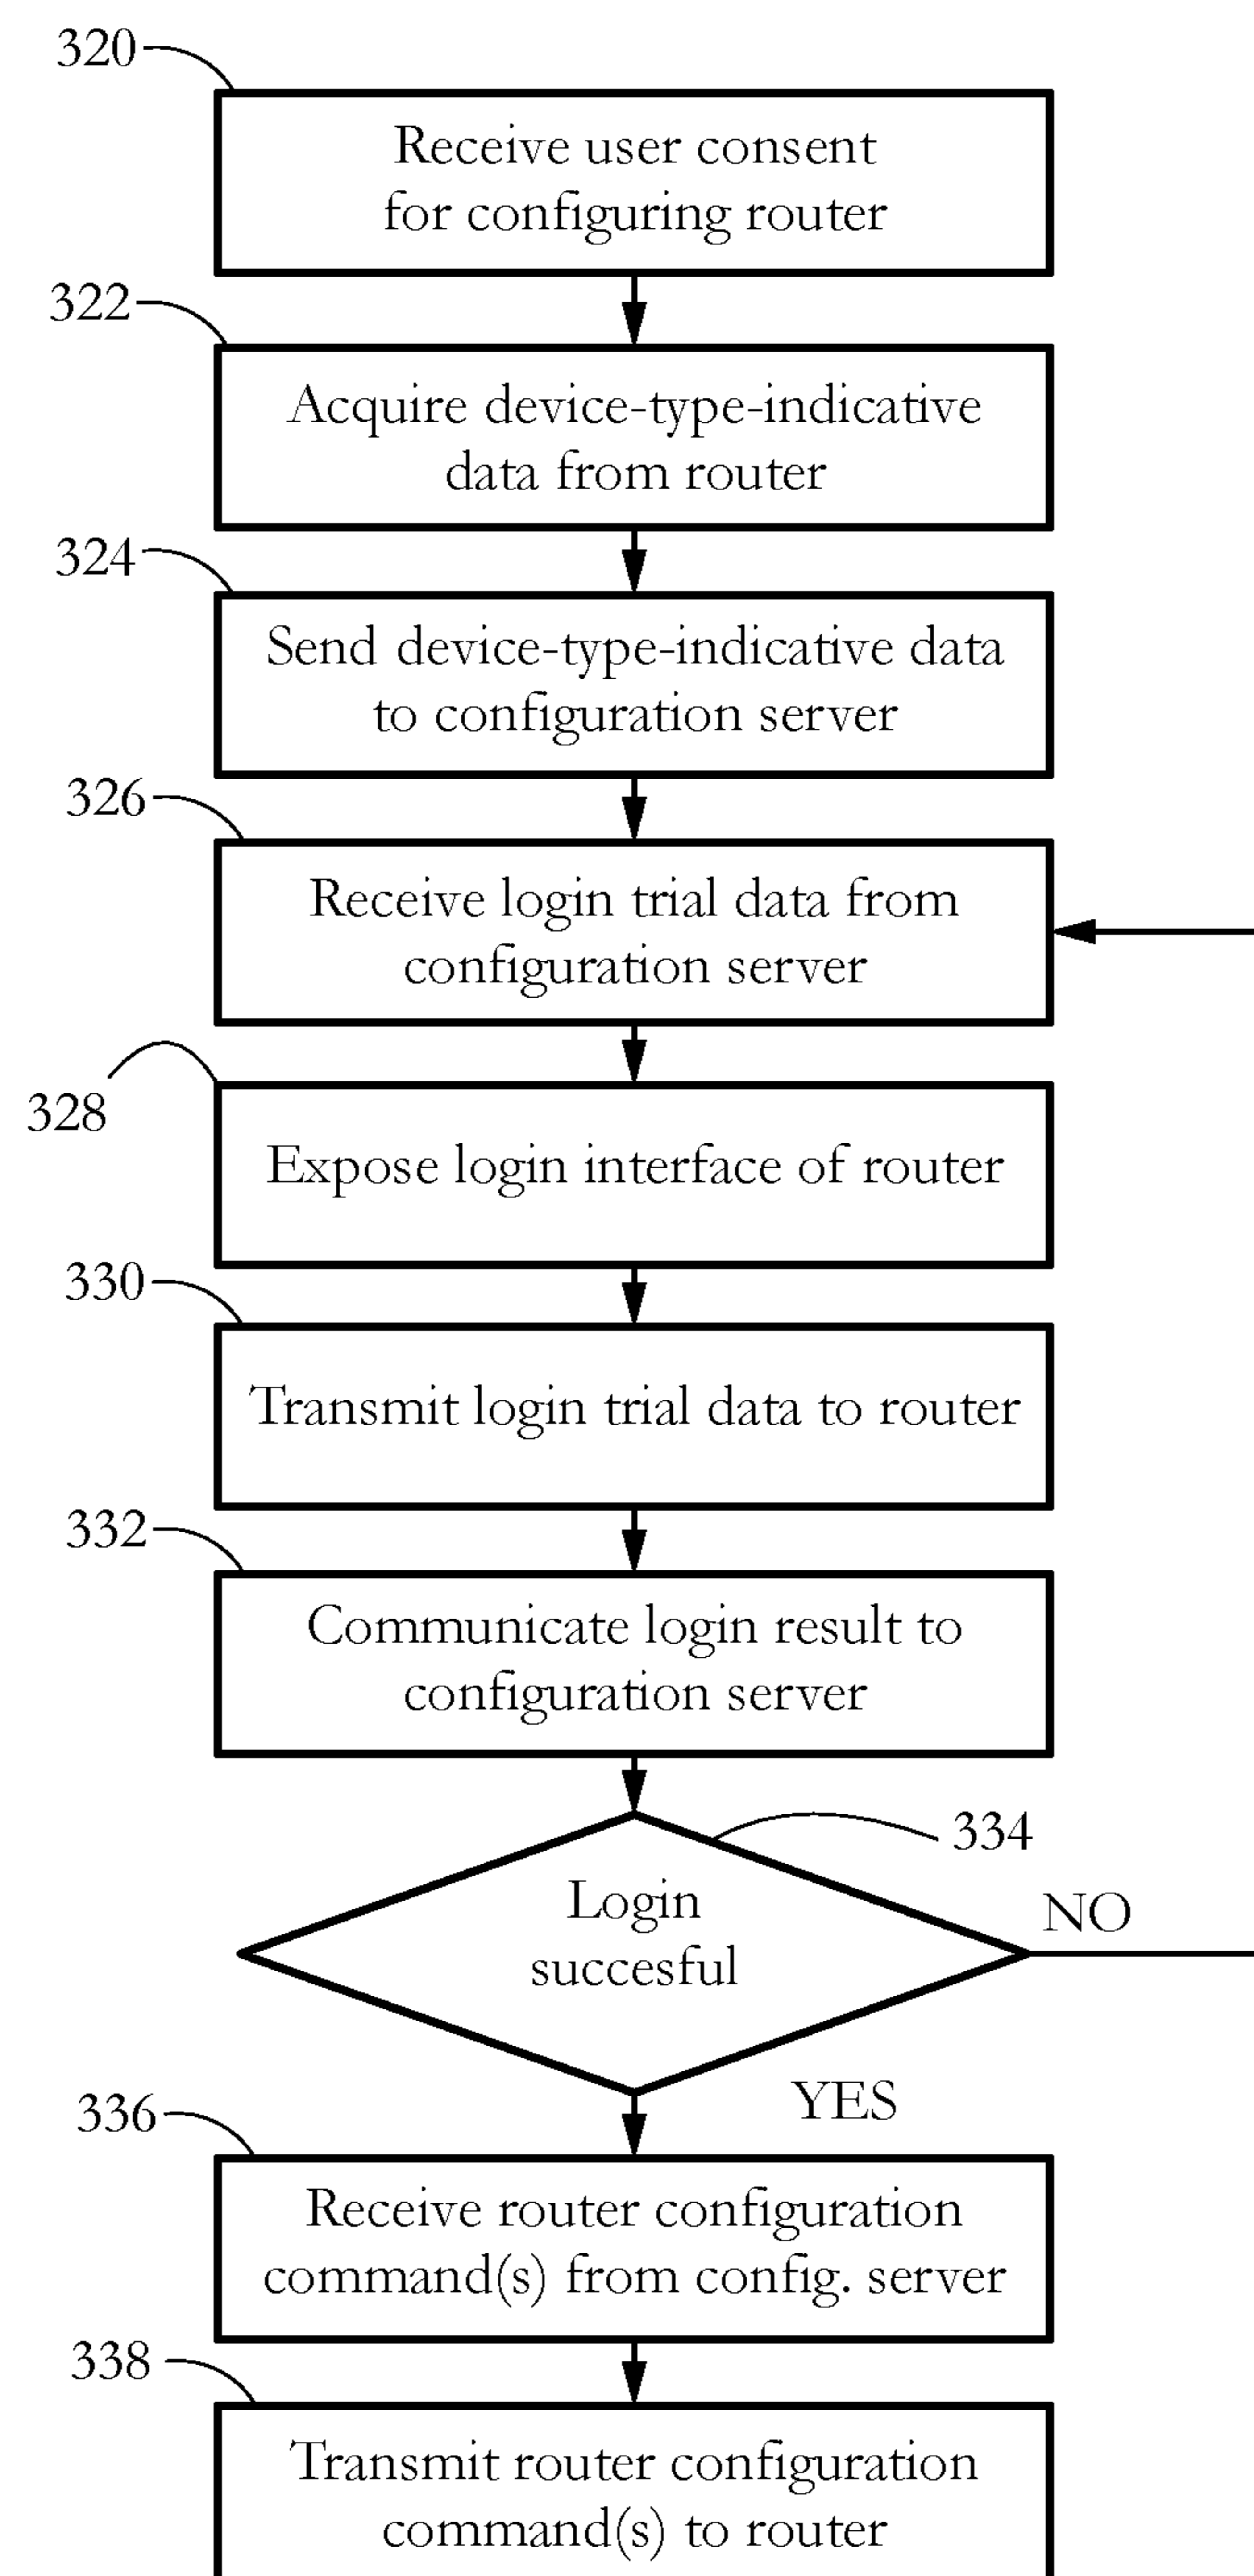 320
Receive user consent
for configuring router
322
Acquire device-type-indicative
data from router
324
Send device-type-indicative data
to configuration server
326
Receive login trial data from
configuration server
328
Expose login interface of router
330
Transmit login trial data to router
332
Communicate login result to
configuration server
334
Login
succesful
NO
YES
336
Receive router configuration
command(s) from config. server
338
Transmit router configuration
command(s) to router